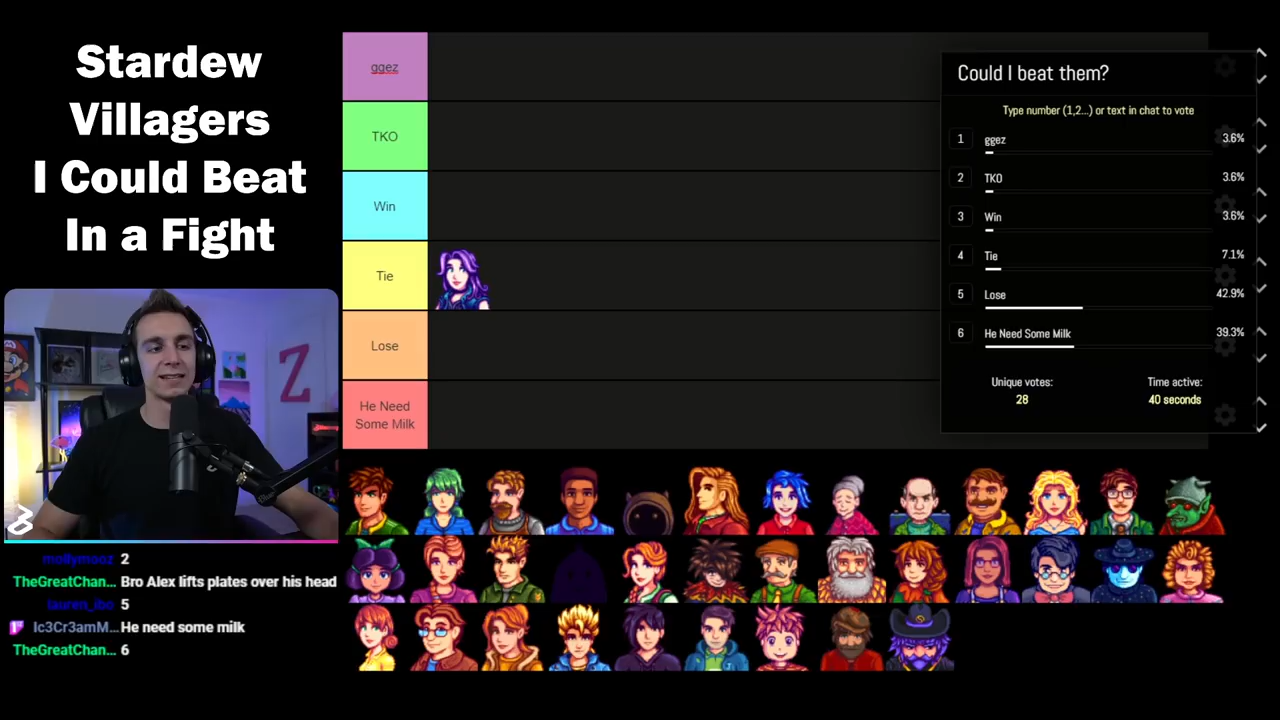 Stardew
Villagers
I Could Beat
In a Fight
ggez
TKO
Win
Tie
Lose
He Need
Some Milk
Could I beat them?
Type number (1,2...) or text in chat to vote
1 ggez 3.6%
2 TKO 3.6%
3 Win 3.6%
4 Tie 7.1%
5 Lose 42.9%
6 He Need Some Milk 39.3%
Unique votes: Time active:
28 40 seconds
Z
mollymaoz 2
TheGreatChan... Bro Alex lifts plates over his head
lauren_ibo 5
Ic3Cr3amM... He need some milk
TheGreatChan... 6